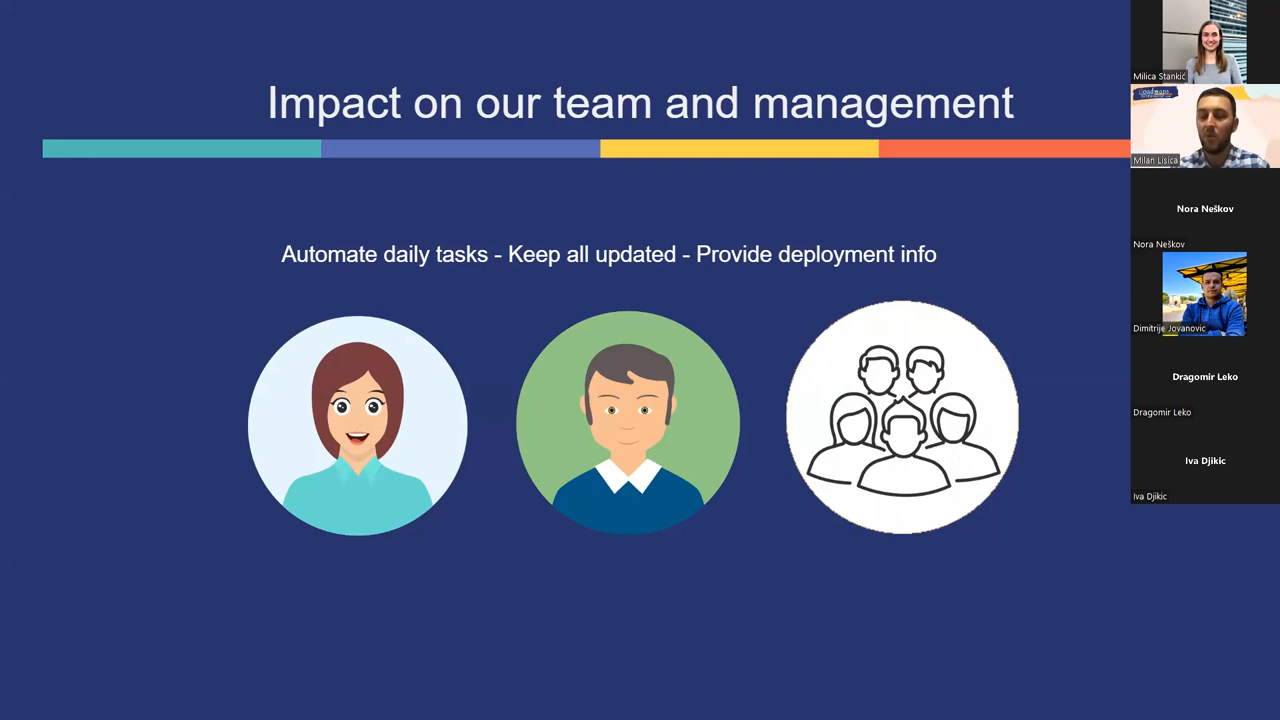 Impact on our team and management
Automate daily tasks - Keep all updated - Provide deployment info
Milica Stankić
Milan Lisica
Nora Neškov
Nora Neškov
Dimitrije Jovanovic
Dragomir Leko
Dragomir Leko
Iva Djikic
Iva Djikic